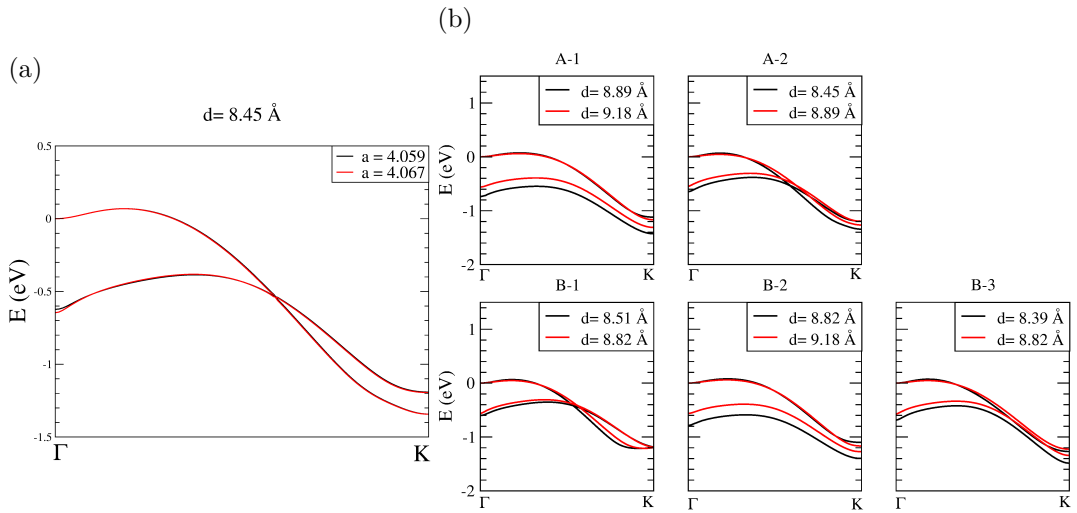 (a)
d= 8.45 Å
a = 4.059
a = 4.067
0.5
0
-0.5
-1
-1.5
E (eV)
Γ
K
(b)
A-1
d= 8.89 Å
d= 9.18 Å
1
0
-1
-2
E (eV)
Γ
K
A-2
d= 8.45 Å
d= 8.89 Å
Γ
K
B-1
d= 8.51 Å
d= 8.82 Å
1
0
-1
-2
E (eV)
Γ
K
B-2
d= 8.82 Å
d= 9.18 Å
Γ
K
B-3
d= 8.39 Å
d= 8.82 Å
Γ
K